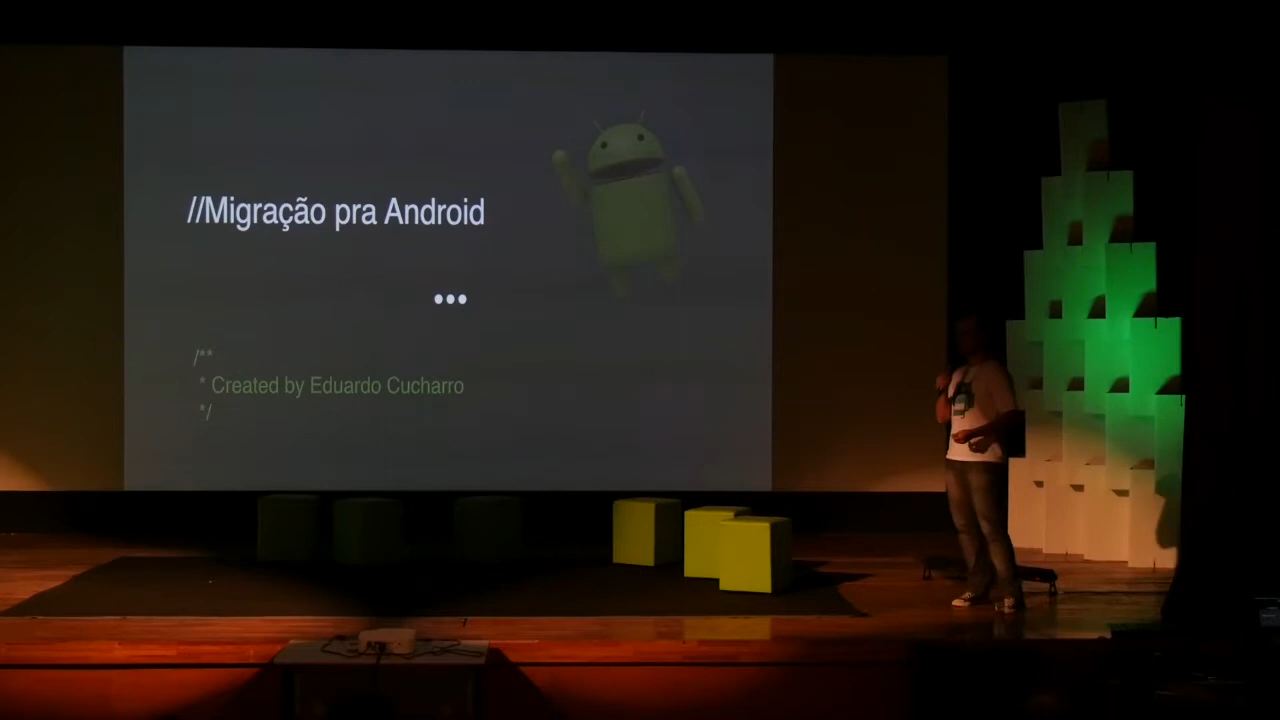 //Migração pra Android
...
/**
* Created by Eduardo Cucharro
*/